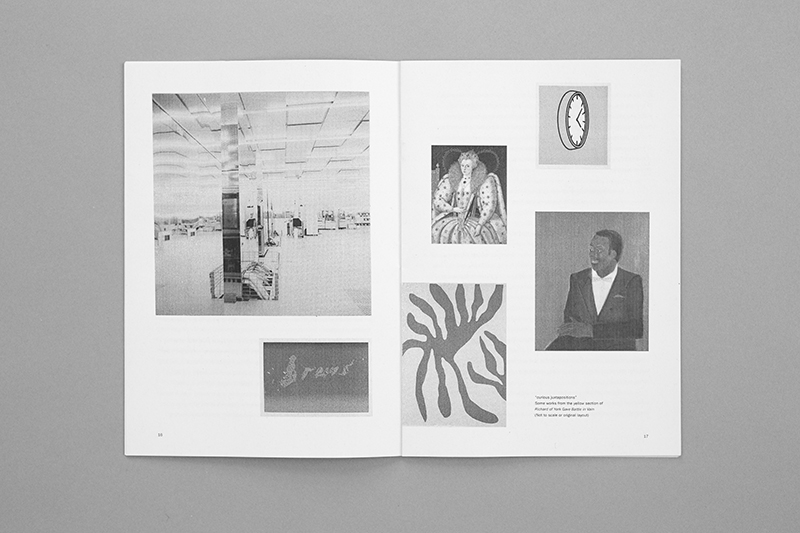 Brews
16
"curious juxtapositions"
Some works from the yellow section of
Richard of York Gave Battle in Vain
(Not to scale or original layout)
17